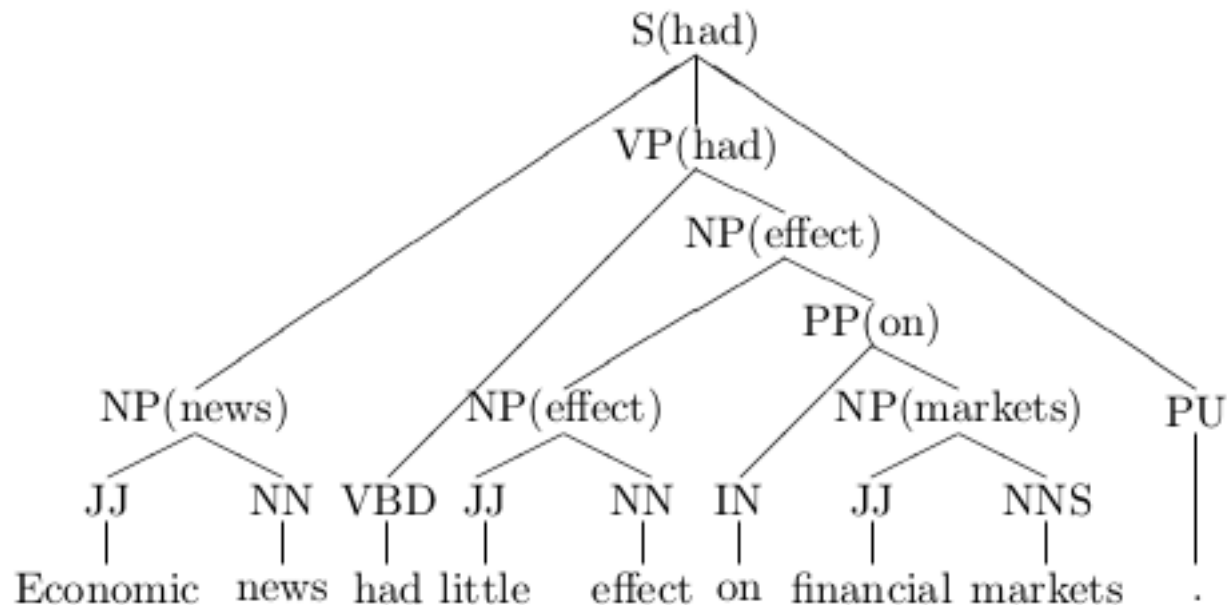 S(had)
VP(had)
NP(effect)
PP(on)
NP(news) NP(effect) NP(markets) PU
JJ NN VBD JJ NN IN JJ NNS
Economic news had little effect on financial markets .